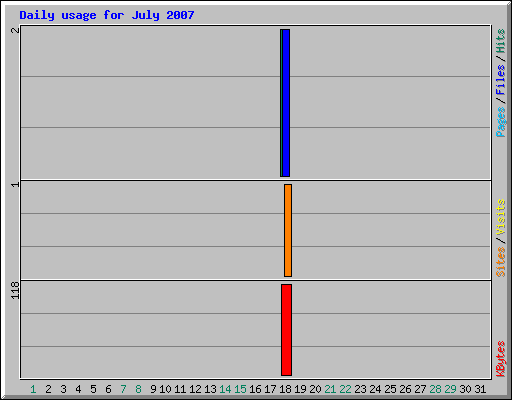 Daily usage for July 2007
2
1
118
Pages/Files/Hits
Sites/Visits
KBytes
1 2 3 4 5 6 7 8 9 10 11 12 13 14 15 16 17 18 19 20 21 22 23 24 25 26 27 28 29 30 31